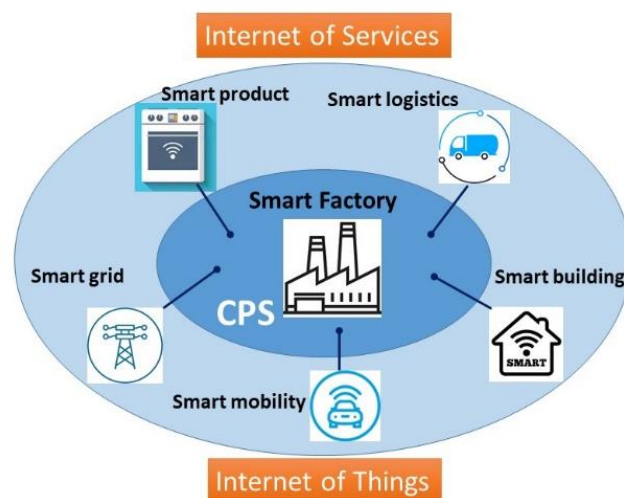 Internet of Services
Smart product
Smart logistics
Smart Factory
Smart grid
Smart building
CPS
SMART
Smart mobility
Internet of Things